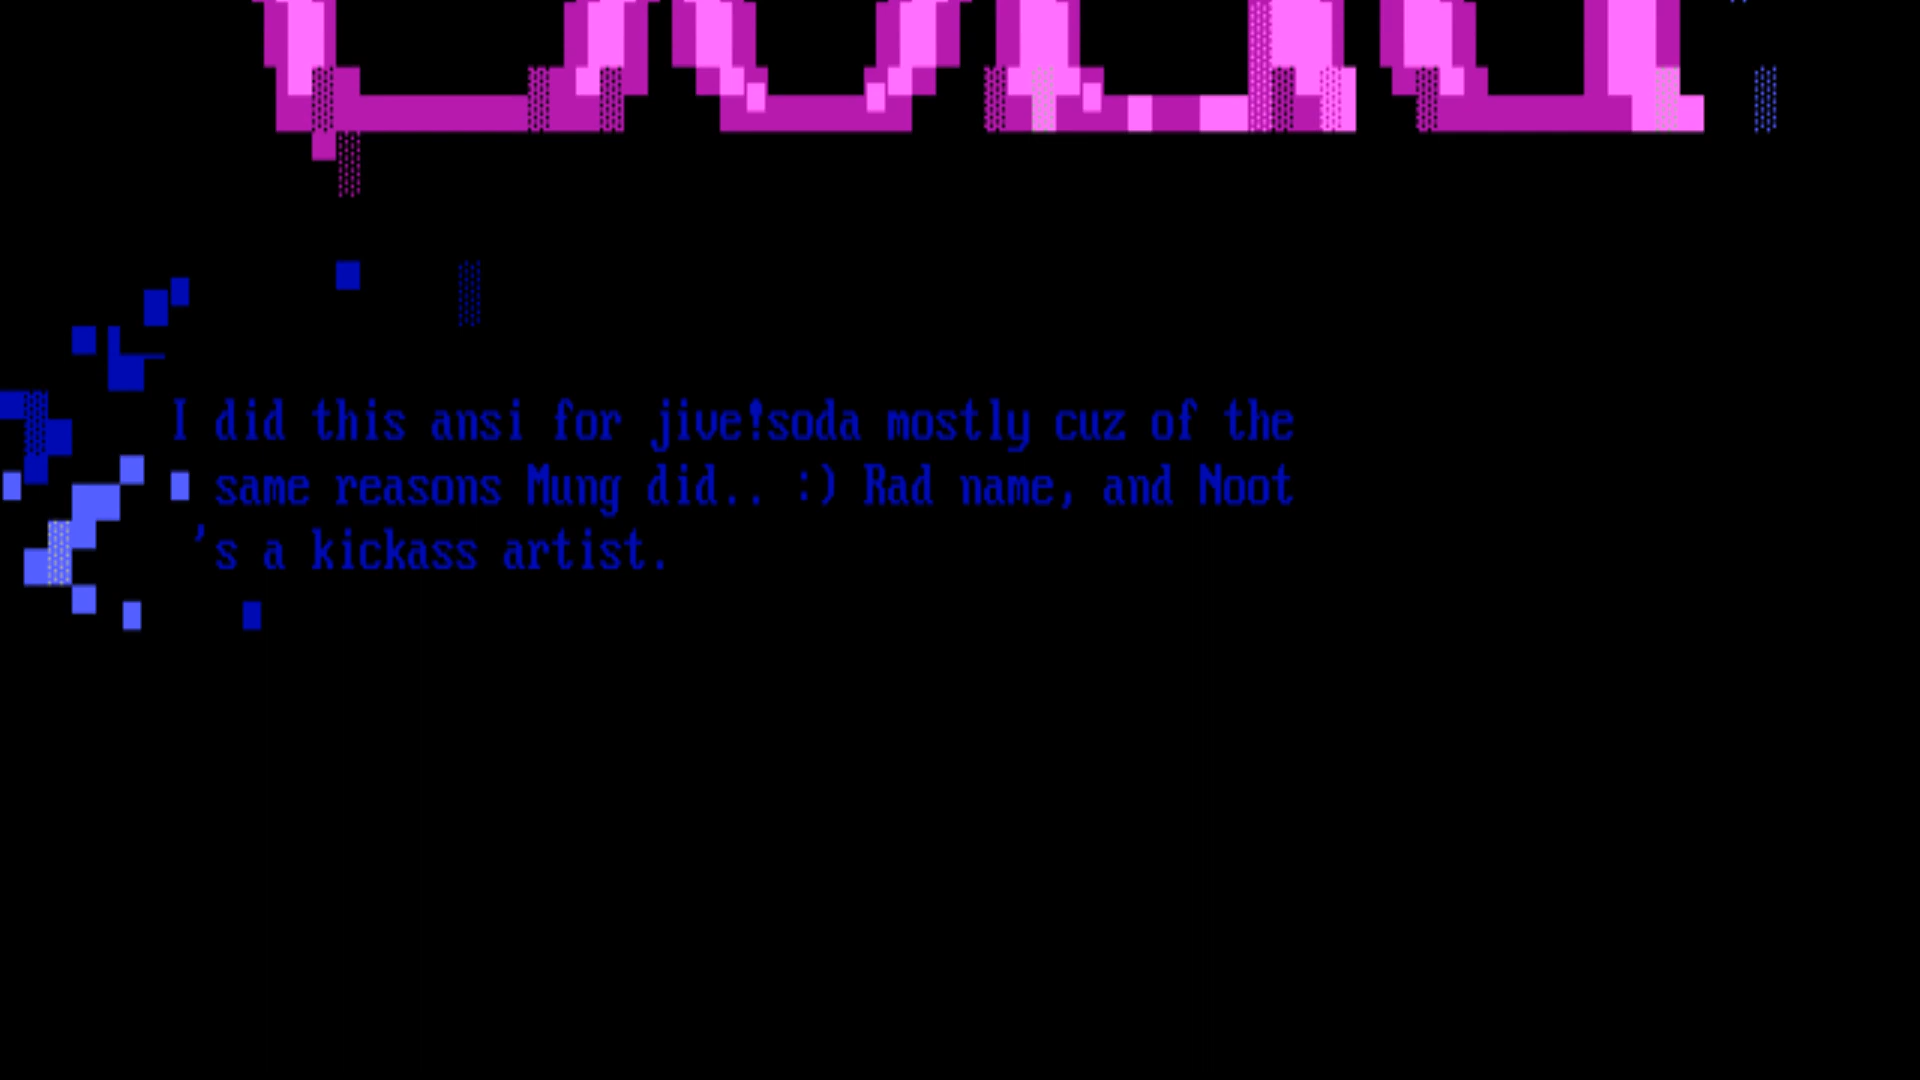 I did this ansi for jive!soda mostly cuz of the
same reasons Mung did.. :) Rad name, and Noot
's a kickass artist.